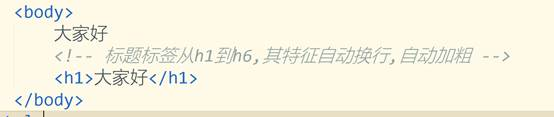 <body>
大家好
<!-- 标题标签从h1到h6,其特征自动换行,自动加粗 -->
<h1>大家好</h1>
</body>